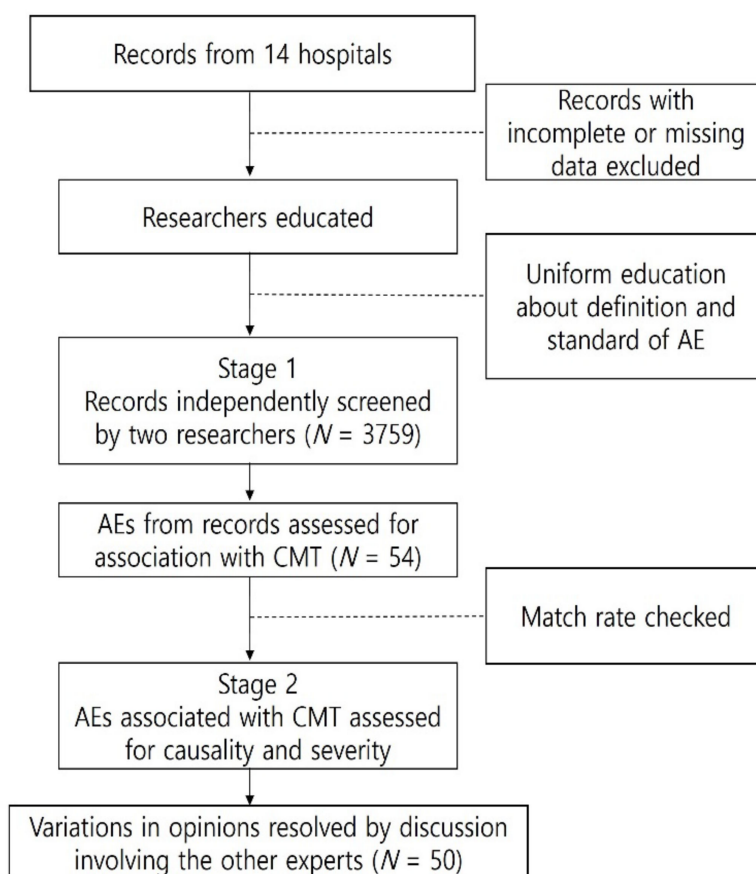 Records from 14 hospitals
Records with
incomplete or missing
data excluded
Researchers educated
Uniform education
about definition and
standard of AE
Stage 1
Records independently screened
by two researchers (N = 3759)
AEs from records assessed for
association with CMT (N = 54)
Match rate checked
Stage 2
AEs associated with CMT assessed
for causality and severity
Variations in opinions resolved by discussion
involving the other experts (N = 50)